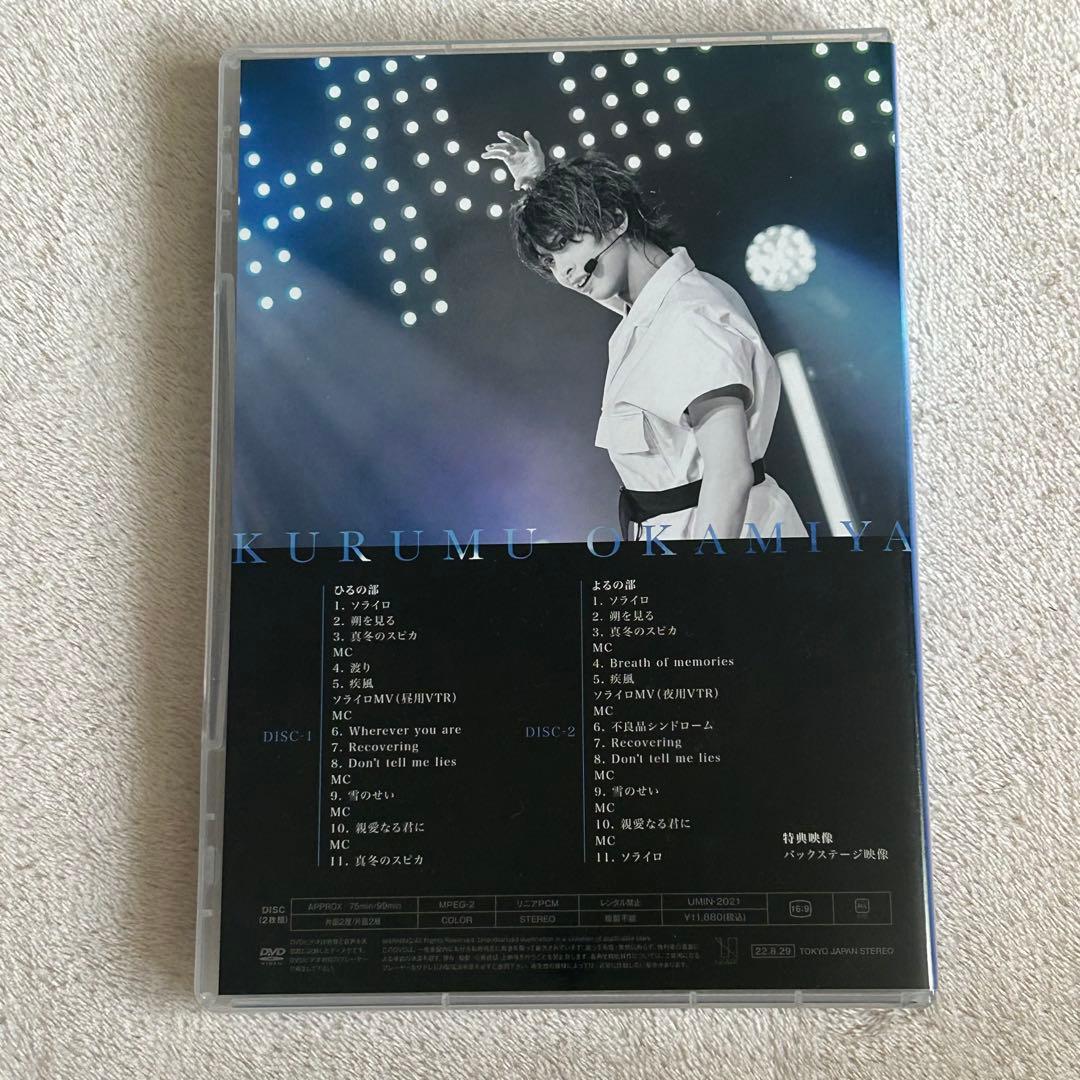 KURUMU OKAMIYA
DISC-1
ひるの部
1. ソライロ
2. 朔を見る
3. 真冬のスピカ
MC
4. 渡り
5. 疾風
ソライロMV(昼用VTR)
MC
6. Wherever you are
7. Recovering
8. Don't tell me lies
MC
9. 雪のせい
MC
10. 親愛なる君に
MC
11. 真冬のスピカ
DISC-2
よるの部
1. ソライロ
2. 朔を見る
3. 真冬のスピカ
MC
4. Breath of memories
5. 疾風
ソライロMV(夜用VTR)
MC
6. 不良品シンドローム
7. Recovering
8. Don't tell me lies
MC
9. 雪のせい
MC
10. 親愛なる君に
MC
11. ソライロ
特典映像
バックステージ映像
DISC
(2枚組)
APPROX 75min/99min
片面2層/片面2層
MPEG-2
COLOR
リニアPCM
STEREO
レンタル禁止
複製不能
UMIN-2021
¥11,880(税込)
16:9
ALL
DVD
VIDEO
22.8.29 TOKYO JAPAN STEREO